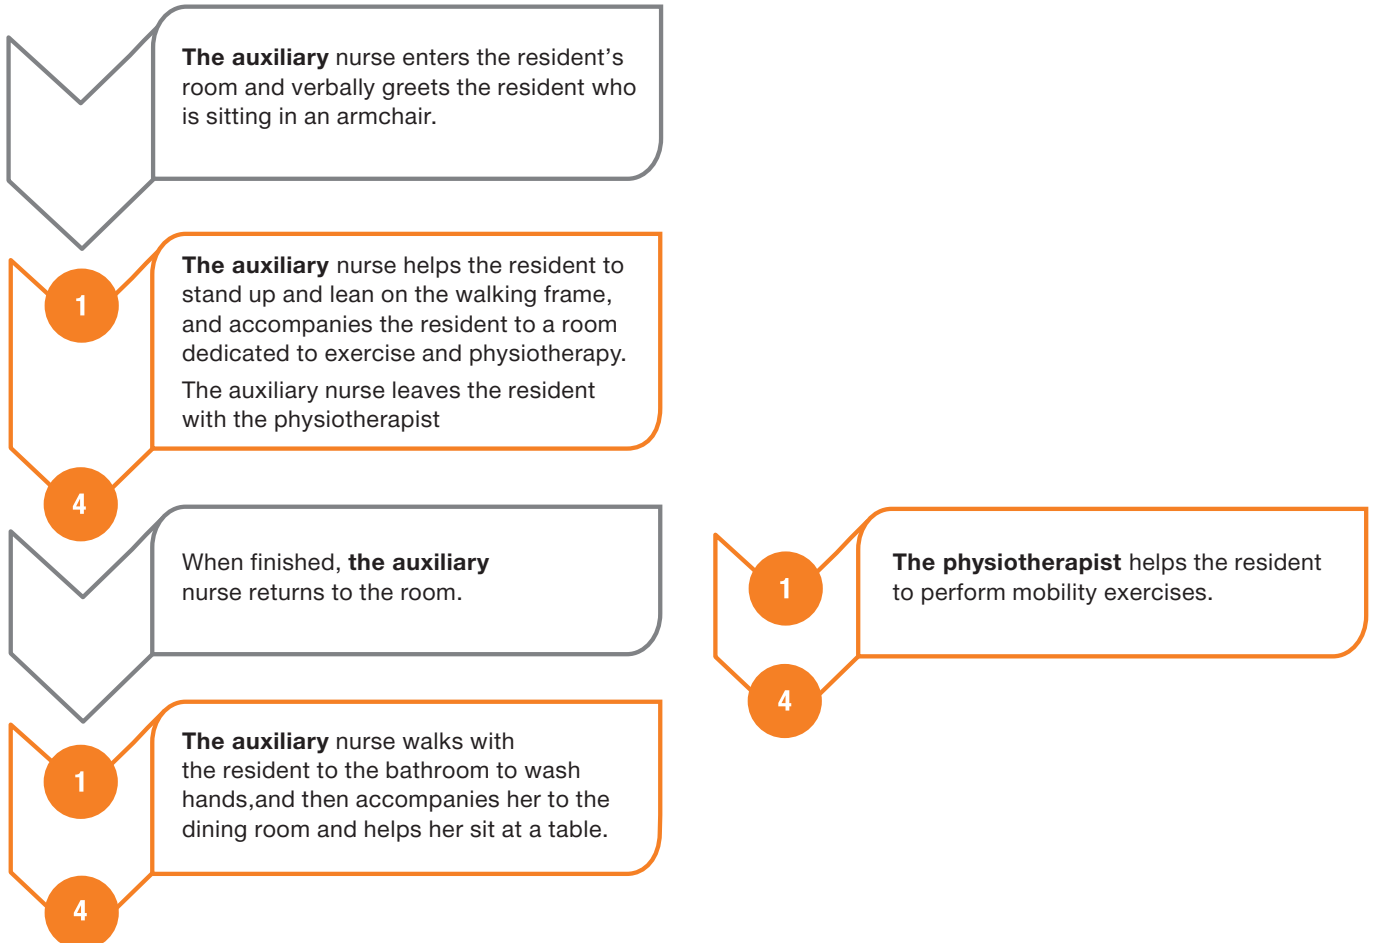 The auxiliary nurse enters the resident’s
room and verbally greets the resident who
is sitting in an armchair.
1
The auxiliary nurse helps the resident to
stand up and lean on the walking frame,
and accompanies the resident to a room
dedicated to exercise and physiotherapy.
The auxiliary nurse leaves the resident
with the physiotherapist
4
When finished, the auxiliary
nurse returns to the room.
1
The physiotherapist helps the resident
to perform mobility exercises.
4
1
The auxiliary nurse walks with
the resident to the bathroom to wash
hands,and then accompanies her to the
dining room and helps her sit at a table.
4